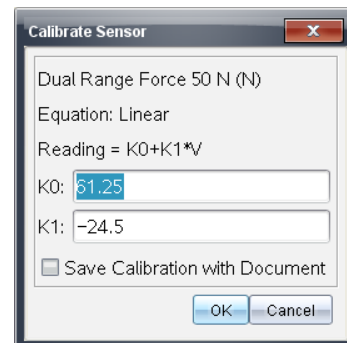 Calibrate Sensor
Dual Range Force 50 N (N)
Equation: Linear
Reading = K0+K1*V
K0: 61.25
K1: −24.5
Save Calibration with Document
OK Cancel